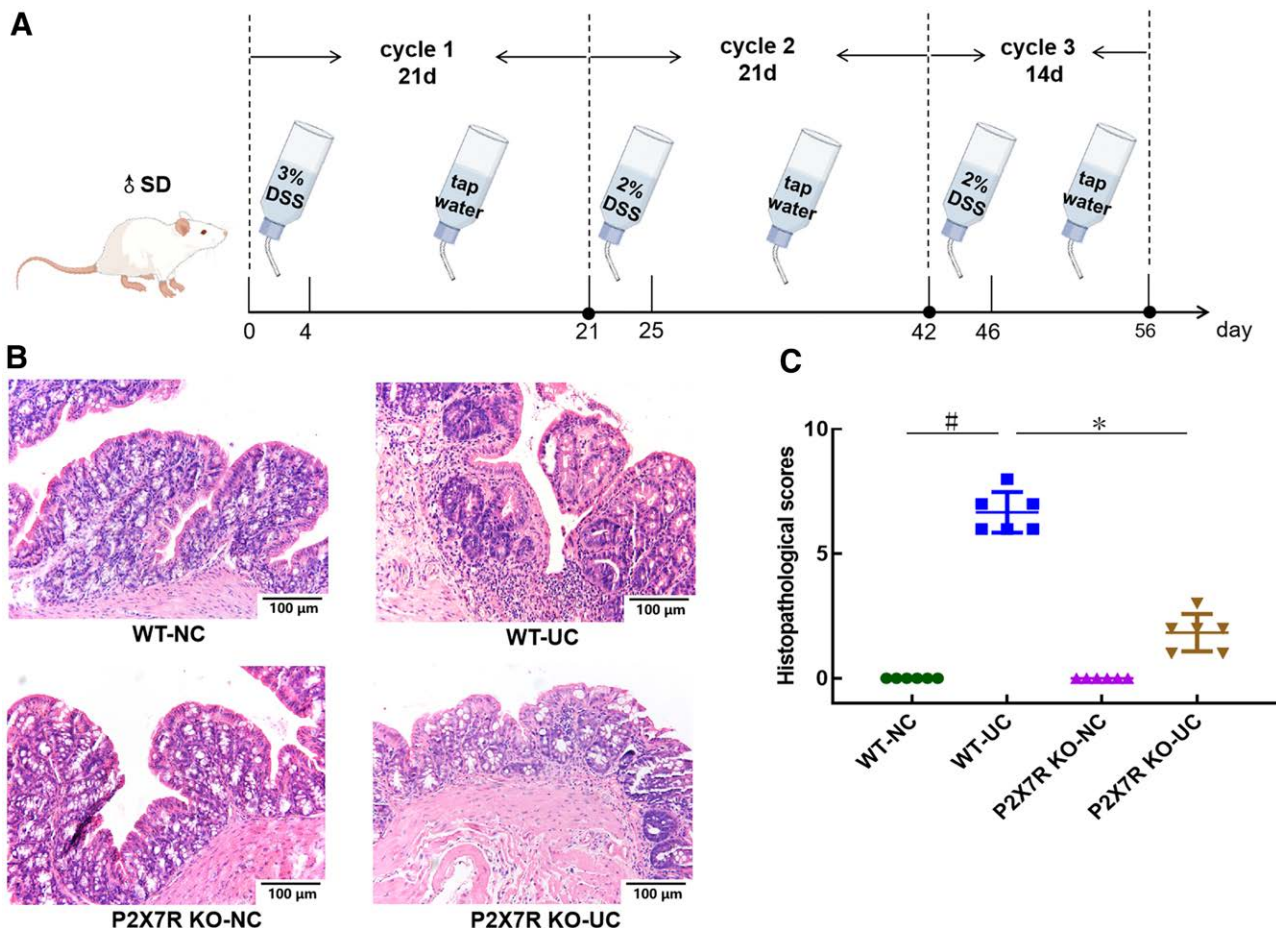 A
cycle 1
21d
cycle 2
21d
cycle 3
14d
♂ SD
3%
DSS
tap
water
2%
DSS
tap
water
2%
DSS
tap
water
0
4
21
25
42
46
56
day
B
100 µm
WT-NC
100 µm
WT-UC
100 µm
P2X7R KO-NC
100 µm
P2X7R KO-UC
C
Histopathological scores
10
5
0
#
*
WT-NC
WT-UC
P2X7R KO-NC
P2X7R KO-UC